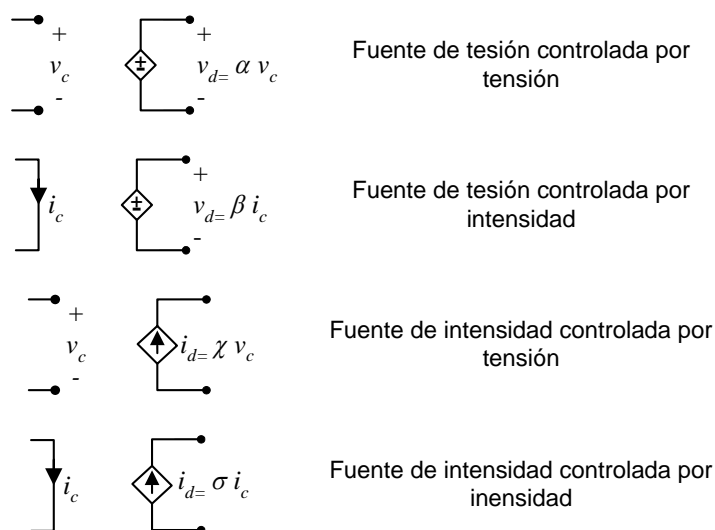 +
v_c
-
±
+
v_d= α v_c
-
Fuente de tesión controlada por
tensión
i_c
±
+
v_d= β i_c
-
Fuente de tesión controlada por
intensidad
+
v_c
-
i_d= χ v_c
Fuente de intensidad controlada por
tensión
i_c
i_d= σ i_c
Fuente de intensidad controlada por
inensidad